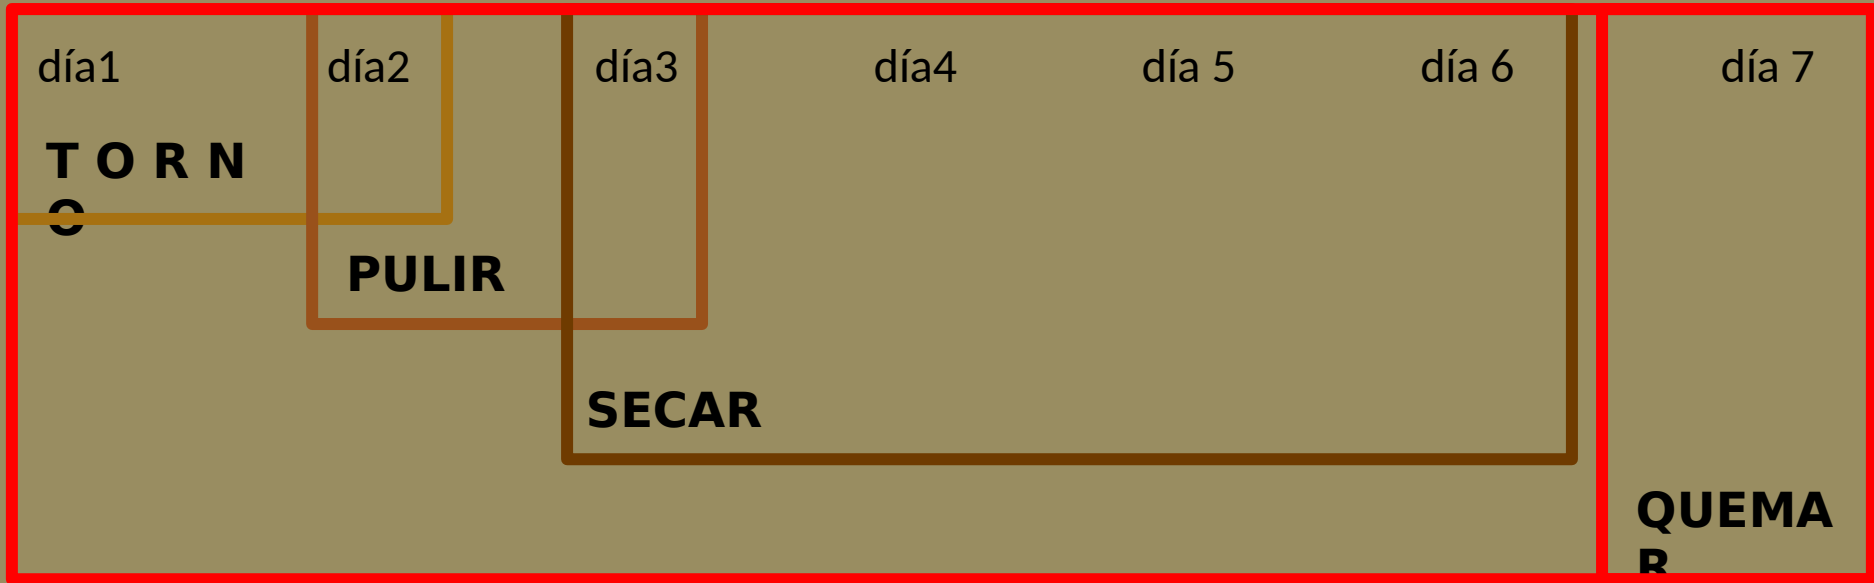 día1 día2 día3 día4 día 5 día 6 día 7
T O R N
O
PULIR
SECAR
QUEMA
R